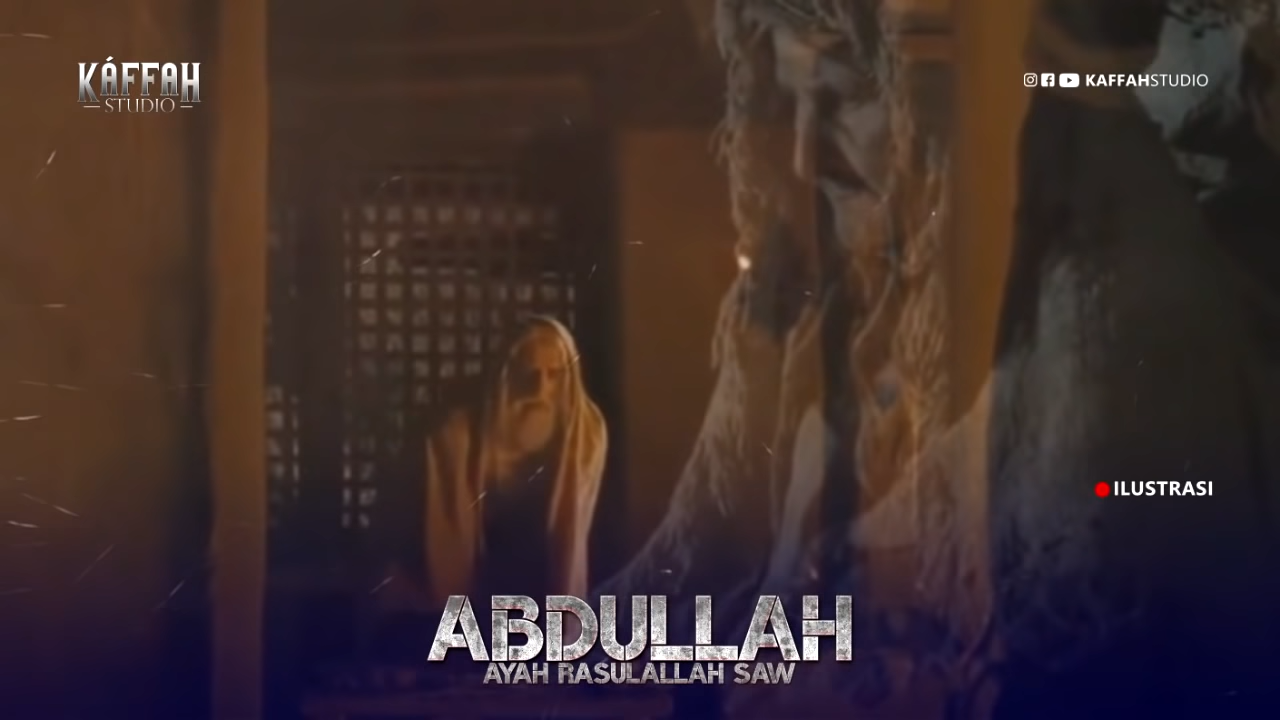 KÁFFAH
STUDIO
KAFFAHSTUDIO
ILUSTRASI
ABDULLAH
AYAH RASULALLAH SAW